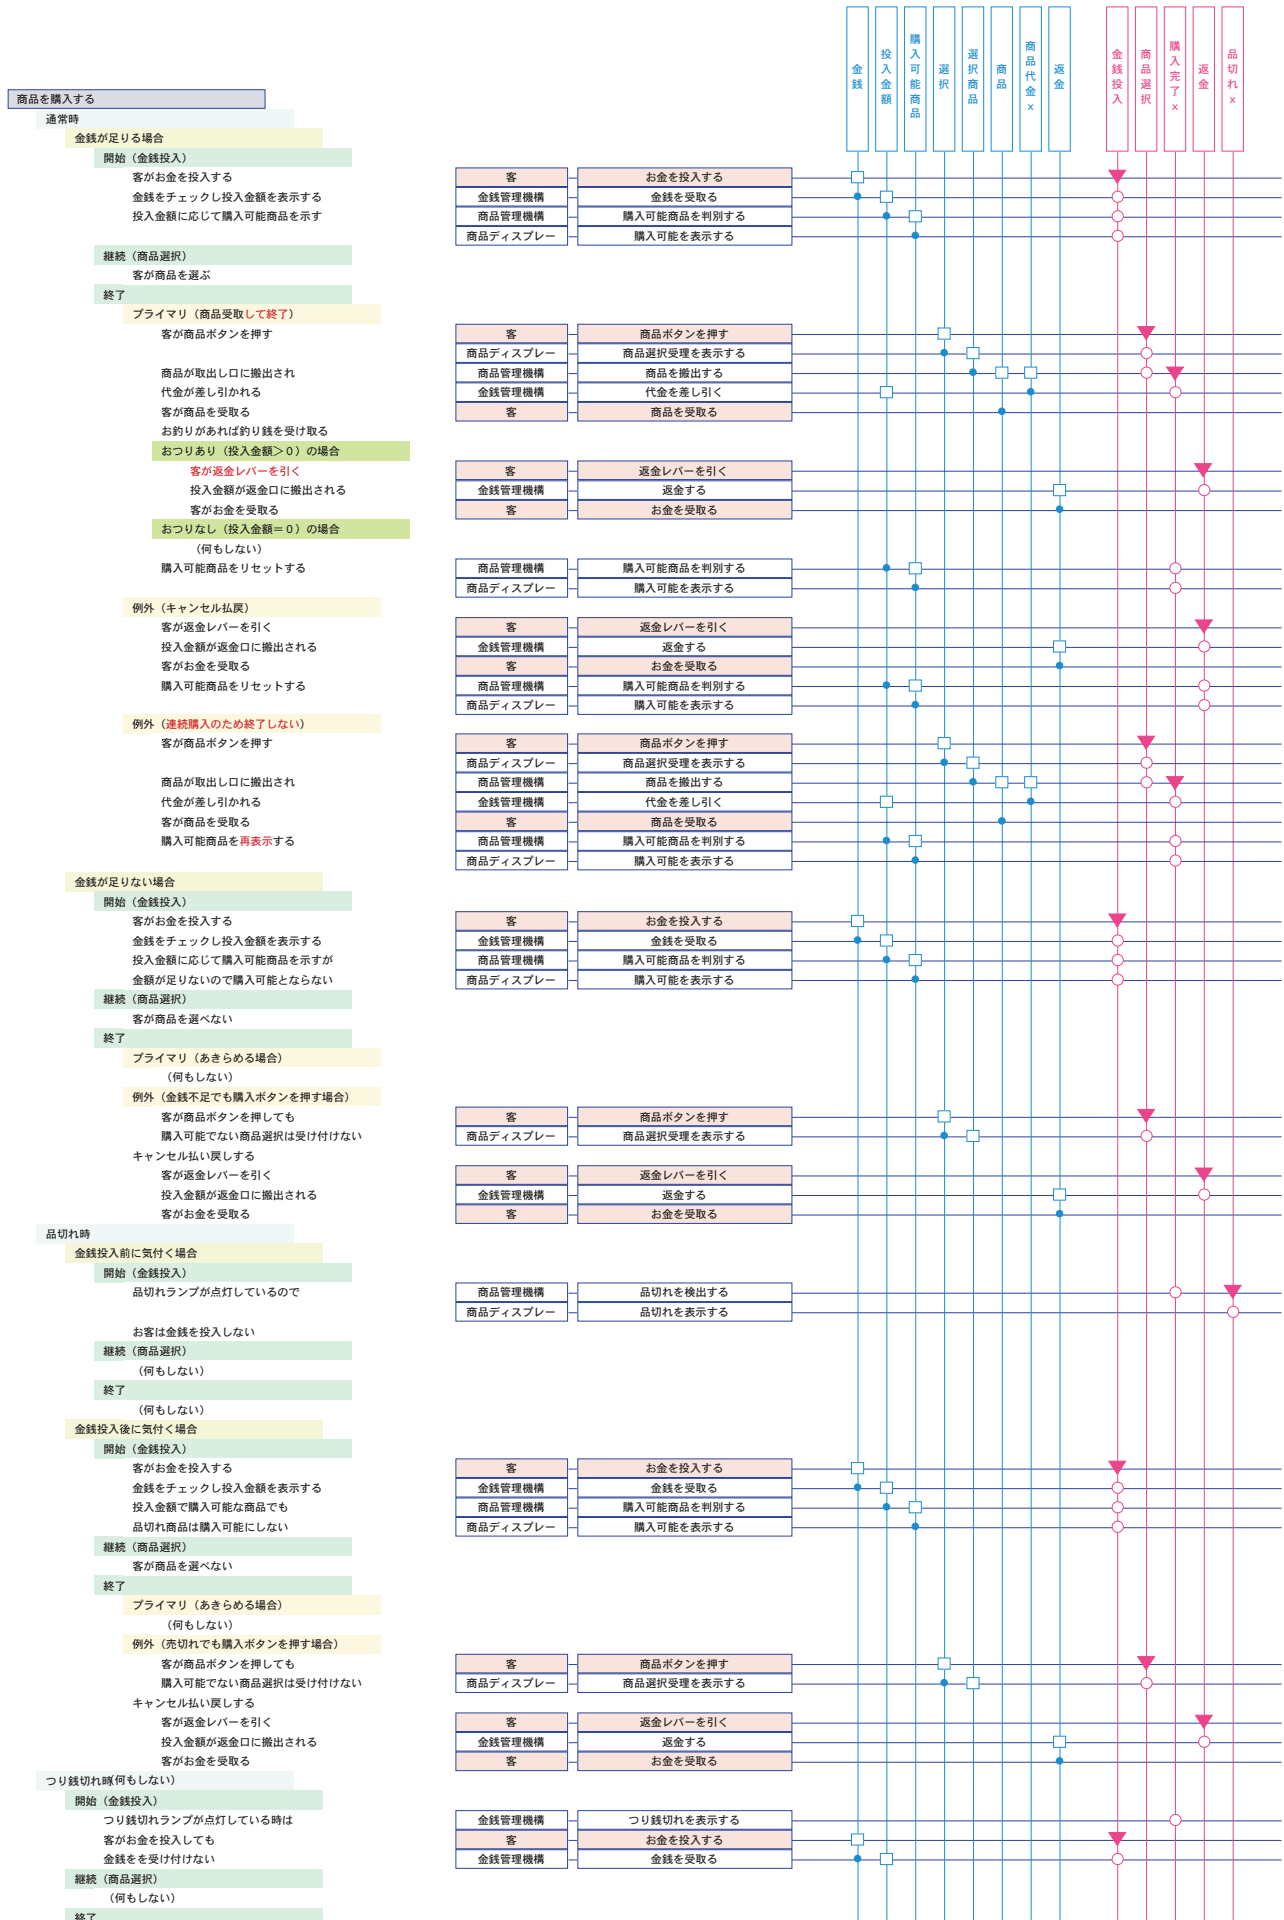 金銭
投入金額
購入可能商品
選択
選択商品
商品
商品代金x
返金
金銭投入
商品選択
購入完了x
返金
品切れx
商品を購入する
通常時
金銭が足りる場合
開始（金銭投入）
客がお金を投入する 客 お金を投入する
金銭をチェックし投入金額を表示する 金銭管理機構 金銭を受取る
投入金額に応じて購入可能商品を示す 商品管理機構 購入可能商品を判別する
商品ディスプレー 購入可能を表示する
継続（商品選択）
客が商品を選ぶ
終了
プライマリ（商品受取して終了）
客が商品ボタンを押す 客 商品ボタンを押す
商品ディスプレー 商品選択受理を表示する
商品が取出し口に搬出され 商品管理機構 商品を搬出する
代金が差し引かれる 金銭管理機構 代金を差し引く
客が商品を受取る 客 商品を受取る
お釣りがあれば釣り銭を受け取る
おつりあり（投入金額＞０）の場合
客が返金レバーを引く 客 返金レバーを引く
投入金額が返金口に搬出される 金銭管理機構 返金する
客がお金を受取る 客 お金を受取る
おつりなし（投入金額＝０）の場合
（何もしない）
購入可能商品をリセットする 商品管理機構 購入可能商品を判別する
商品ディスプレー 購入可能を表示する
例外（キャンセル払戻）
客が返金レバーを引く 客 返金レバーを引く
投入金額が返金口に搬出される 金銭管理機構 返金する
客がお金を受取る 客 お金を受取る
購入可能商品をリセットする 商品管理機構 購入可能商品を判別する
商品ディスプレー 購入可能を表示する
例外（連続購入のため終了しない）
客が商品ボタンを押す 客 商品ボタンを押す
商品ディスプレー 商品選択受理を表示する
商品が取出し口に搬出され 商品管理機構 商品を搬出する
代金が差し引かれる 金銭管理機構 代金を差し引く
客が商品を受取る 客 商品を受取る
購入可能商品を再表示する 商品管理機構 購入可能商品を判別する
商品ディスプレー 購入可能を表示する
金銭が足りない場合
開始（金銭投入）
客がお金を投入する 客 お金を投入する
金銭をチェックし投入金額を表示する 金銭管理機構 金銭を受取る
投入金額に応じて購入可能商品を示すが 商品管理機構 購入可能商品を判別する
金額が足りないので購入可能とならない 商品ディスプレー 購入可能を表示する
継続（商品選択）
客が商品を選べない
終了
プライマリ（あきらめる場合）
（何もしない）
例外（金銭不足でも購入ボタンを押す場合）
客が商品ボタンを押しても 客 商品ボタンを押す
購入可能でない商品選択は受け付けない 商品ディスプレー 商品選択受理を表示する
キャンセル払い戻しする
客が返金レバーを引く 客 返金レバーを引く
投入金額が返金口に搬出される 金銭管理機構 返金する
客がお金を受取る 客 お金を受取る
品切れ時
金銭投入前に気付く場合
開始（金銭投入）
品切れランプが点灯しているので 商品管理機構 品切れを検出する
商品ディスプレー 品切れを表示する
お客は金銭を投入しない
継続（商品選択）
（何もしない）
終了
（何もしない）
金銭投入後に気付く場合
開始（金銭投入）
客がお金を投入する 客 お金を投入する
金銭をチェックし投入金額を表示する 金銭管理機構 金銭を受取る
投入金額で購入可能な商品でも 商品管理機構 購入可能商品を判別する
品切れ商品は購入可能にしない 商品ディスプレー 購入可能を表示する
継続（商品選択）
客が商品を選べない
終了
プライマリ（あきらめる場合）
（何もしない）
例外（売切れでも購入ボタンを押す場合）
客が商品ボタンを押しても 客 商品ボタンを押す
購入可能でない商品選択は受け付けない 商品ディスプレー 商品選択受理を表示する
キャンセル払い戻しする
客が返金レバーを引く 客 返金レバーを引く
投入金額が返金口に搬出される 金銭管理機構 返金する
客がお金を受取る 客 お金を受取る
つり銭切れ時（何もしない）
開始（金銭投入）
つり銭切れランプが点灯している時は 金銭管理機構 つり銭切れを表示する
客がお金を投入しても 客 お金を投入する
金銭をを受け付けない 金銭管理機構 金銭を受取る
継続（商品選択）
（何もしない）
終了